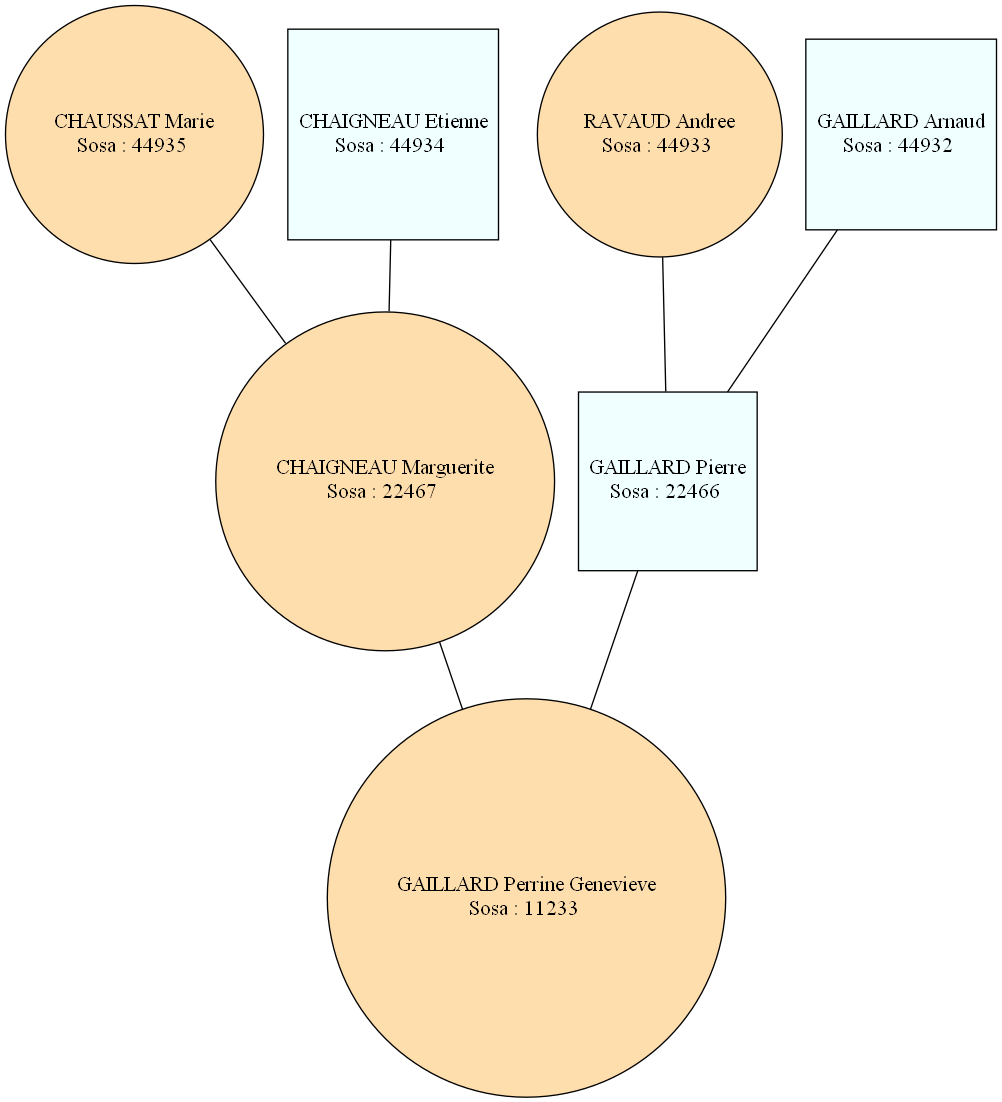 CHAUSSAT Marie
Sosa : 44935
CHAIGNEAU Etienne
Sosa : 44934
RAVAUD Andree
Sosa : 44933
GAILLARD Arnaud
Sosa : 44932
CHAIGNEAU Marguerite
Sosa : 22467
GAILLARD Pierre
Sosa : 22466
GAILLARD Perrine Genevieve
Sosa : 11233